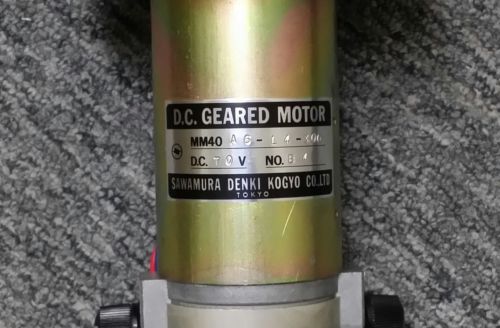 D.C. GEARED MOTOR
MM40
D.C. V NO.
SAWAMURA DENKI KOGYO CO.,LTD
TOKYO